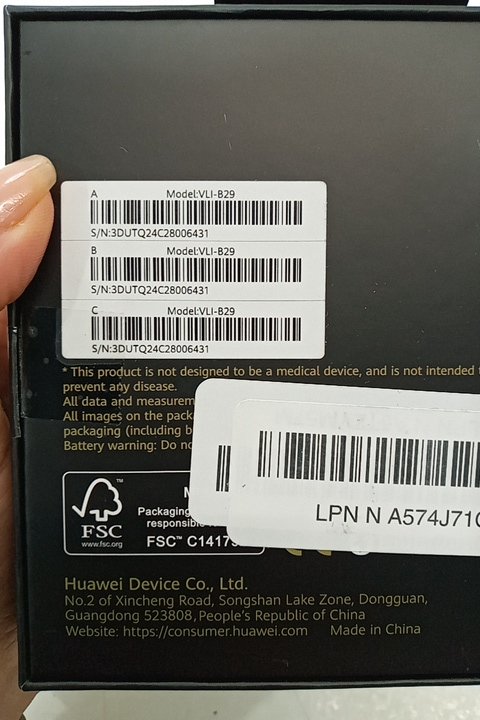 A Model:VLI-B29
S/N:3DUTQ24C28006431
B Model:VLI-B29
S/N:3DUTQ24C28006431
C Model:VLI-B29
S/N:3DUTQ24C28006431
* This product is not designed to be a medical device, and is not intended
prevent any disease.
All data and
All images on the
packaging (including
Battery warning: Do
LPN N A574J71
Packaging
responsible
FSC
www.fsc.org
FSC™ C1417
Huawei Device Co., Ltd.
No.2 of Xincheng Road, Songshan Lake Zone, Dongguan,
Guangdong 523808, People's Republic of China
Website: https://consumer.huawei.com Made in China